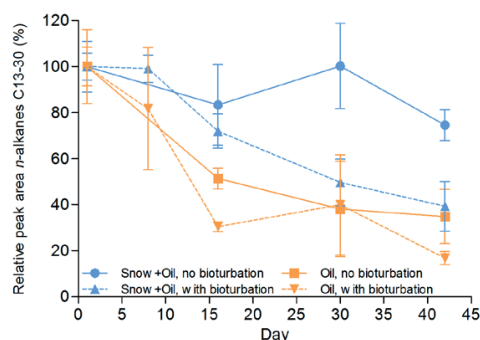 Relative peak area n-alkanes C13-30 (%)
120
100
80
60
40
20
0
Snow +Oil, no bioturbation
Oil, no bioturbation
Snow +Oil, with bioturbation
Oil, with bioturbation
0 5 10 15 20 25 30 35 40 45
Day